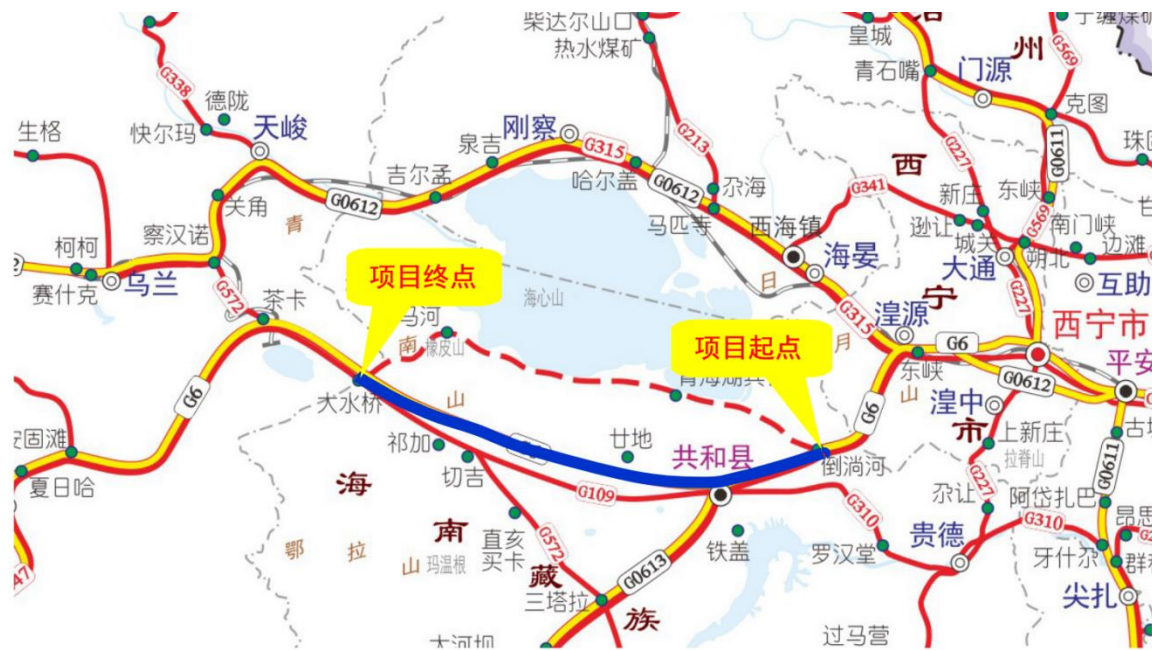 柴达尔山口
热水煤矿
皇城
州
G569
青石嘴
门源
克图
G338
德陇
快尔玛
天峻
生格
刚察
泉吉
G315
哈尔盖
G213
G0612
尕海
马匹寺
西海镇
海晏
西
G227
G341
新庄
逊让
城关
大通
G0611
东峡
G569
南门峡
边滩
朔北
互助
吉尔孟
G0612
关角
察汉诺
柯柯
赛什克
乌兰
G572
茶卡
青
项目终点
海心山
日
宁
湟源
G315
G227
西宁市
项目起点
月
G6
东峡
平安
G0612
马河
南
橡皮山
大水桥
山
G6
G6
山
湟中
市
上新庄
拉脊山
夏日哈
祁加
切吉
廿地
共和县
倒淌河
G109
海
南
藏
族
鄂
拉
山
玛温根
直亥
买卡
G572
三塔拉
G0613
铁盖
G310
罗汉堂
尕让
G227
贵德
阿岱扎巴
G0611
G310
牙什尕
尖扎
过马营
大河坝